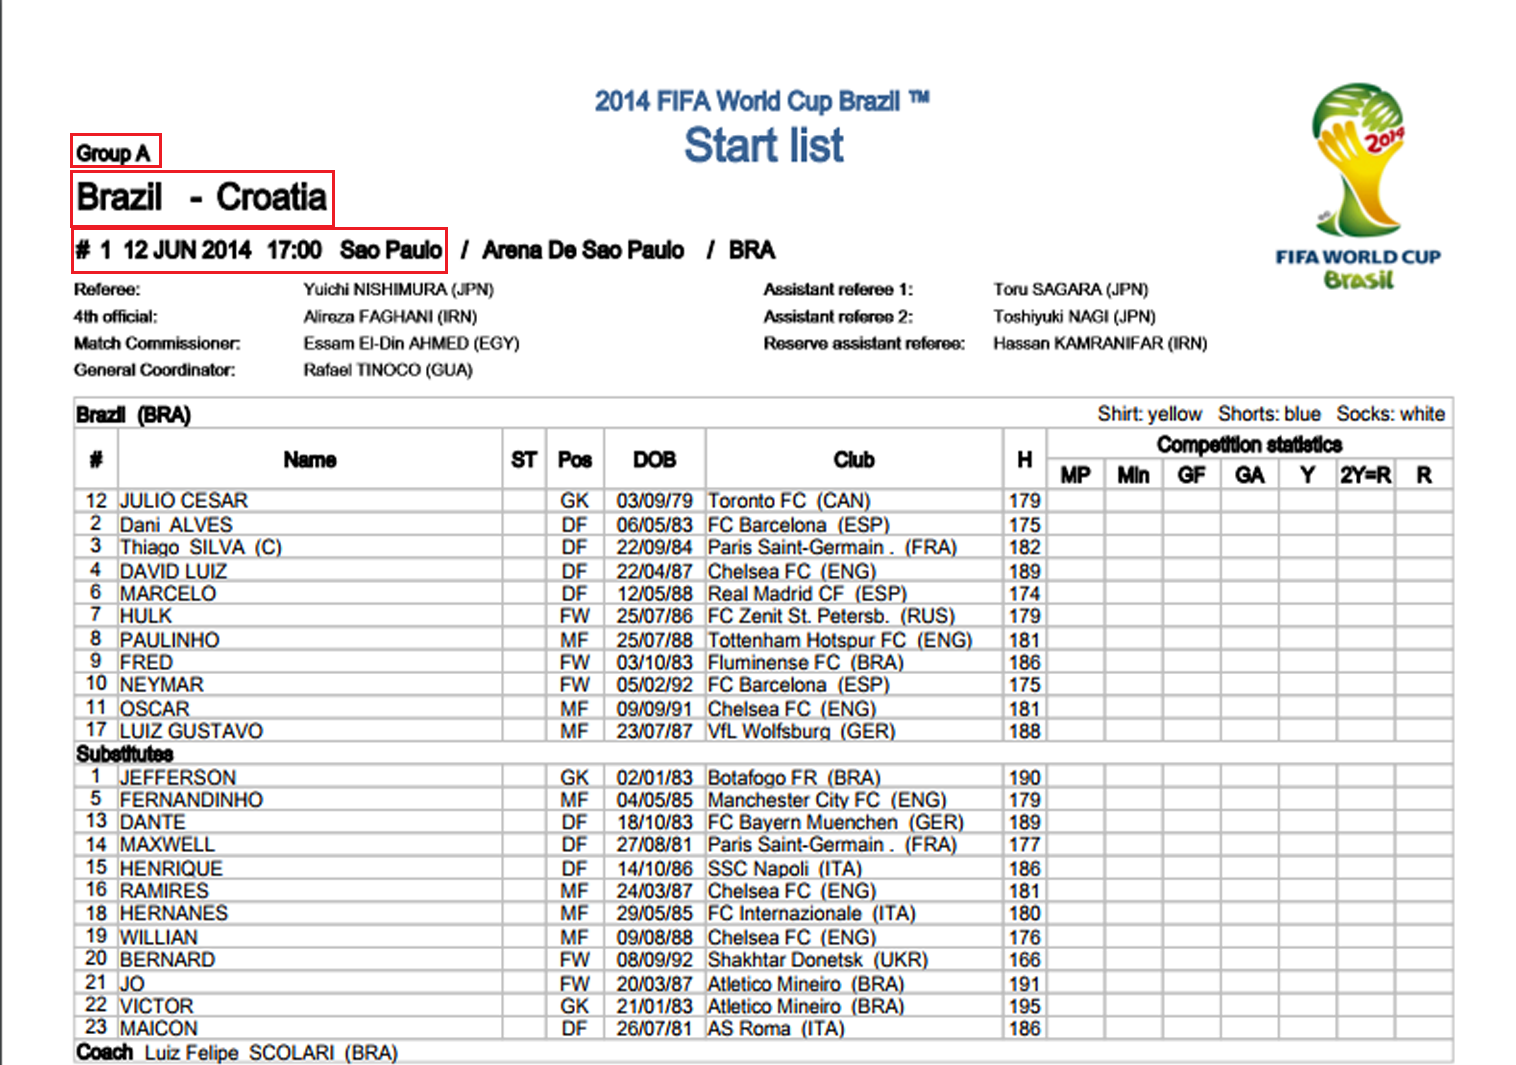 2014 FIFA World Cup Brazil ™
Start list
2014
FIFA WORLD CUP
Brasil
Group A
Brazil - Croatia
# 1 12 JUN 2014 17:00 Sao Paulo / Arena De Sao Paulo / BRA
Referee: Yuichi NISHIMURA (JPN) Assistant referee 1: Toru SAGARA (JPN)
4th official: Alireza FAGHANI (IRN) Assistant referee 2: Toshiyuki NAGI (JPN)
Match Commissioner: Essam El-Din AHMED (EGY) Reserve assistant referee: Hassan KAMRANIFAR (IRN)
General Coordinator: Rafael TINOCO (GUA)
Brazil (BRA) Shirt: yellow Shorts: blue Socks: white
# Name ST Pos DOB Club H Competition statistics
MP Min GF GA Y 2Y=R R
12 JULIO CESAR GK 03/09/79 Toronto FC (CAN) 179
2 Dani ALVES DF 06/05/83 FC Barcelona (ESP) 175
3 Thiago SILVA (C) DF 22/09/84 Paris Saint-Germain . (FRA) 182
4 DAVID LUIZ DF 22/04/87 Chelsea FC (ENG) 189
6 MARCELO DF 12/05/88 Real Madrid CF (ESP) 174
7 HULK FW 25/07/86 FC Zenit St. Petersb. (RUS) 179
8 PAULINHO MF 25/07/88 Tottenham Hotspur FC (ENG) 181
9 FRED FW 03/10/83 Fluminense FC (BRA) 186
10 NEYMAR FW 05/02/92 FC Barcelona (ESP) 175
11 OSCAR MF 09/09/91 Chelsea FC (ENG) 181
17 LUIZ GUSTAVO MF 23/07/87 VfL Wolfsburg (GER) 188
Substitutes
1 JEFFERSON GK 02/01/83 Botafogo FR (BRA) 190
5 FERNANDINHO MF 04/05/85 Manchester City FC (ENG) 179
13 DANTE DF 18/10/83 FC Bayern Muenchen (GER) 189
14 MAXWELL DF 27/08/81 Paris Saint-Germain . (FRA) 177
15 HENRIQUE DF 14/10/86 SSC Napoli (ITA) 186
16 RAMIRES MF 24/03/87 Chelsea FC (ENG) 181
18 HERNANES MF 29/05/85 FC Internazionale (ITA) 180
19 WILLIAN MF 09/08/88 Chelsea FC (ENG) 176
20 BERNARD FW 08/09/92 Shakhtar Donetsk (UKR) 166
21 JO FW 20/03/87 Atletico Mineiro (BRA) 191
22 VICTOR GK 21/01/83 Atletico Mineiro (BRA) 195
23 MAICON DF 26/07/81 AS Roma (ITA) 186
Coach Luiz Felipe SCOLARI (BRA)